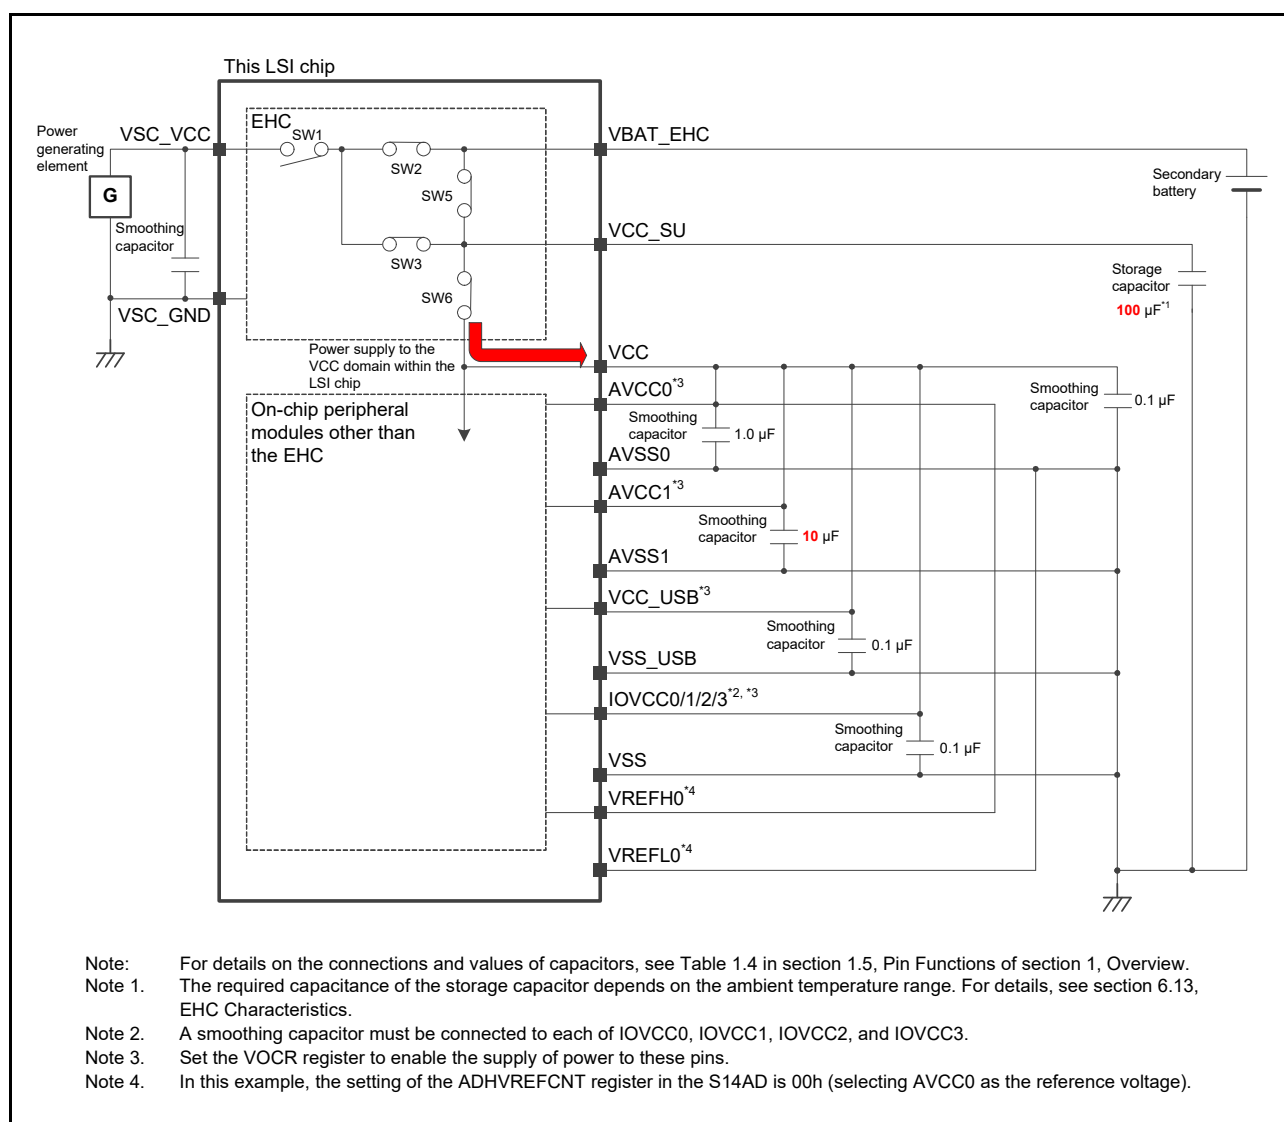 This LSI chip
EHC
Power
generating
element
VSC_VCC
SW1
SW2
SW5
VBAT_EHC
Secondary
battery
G
Smoothing
capacitor
SW3
VCC_SU
Storage
capacitor
100 µF*1
SW6
VSC_GND
Power supply to the
VCC domain within the
LSI chip
VCC
AVCC0*3
Smoothing
capacitor
0.1 µF
On-chip peripheral
modules other than
the EHC
Smoothing
capacitor
1.0 µF
AVSS0
AVCC1*3
Smoothing
capacitor
10 µF
AVSS1
VCC_USB*3
Smoothing
capacitor
0.1 µF
VSS_USB
IOVCC0/1/2/3*2, *3
Smoothing
capacitor
0.1 µF
VSS
VREFH0*4
VREFL0*4
Note: For details on the connections and values of capacitors, see Table 1.4 in section 1.5, Pin Functions of section 1, Overview.
Note 1. The required capacitance of the storage capacitor depends on the ambient temperature range. For details, see section 6.13,
EHC Characteristics.
Note 2. A smoothing capacitor must be connected to each of IOVCC0, IOVCC1, IOVCC2, and IOVCC3.
Note 3. Set the VOCR register to enable the supply of power to these pins.
Note 4. In this example, the setting of the ADHVREFCNT register in the S14AD is 00h (selecting AVCC0 as the reference voltage).